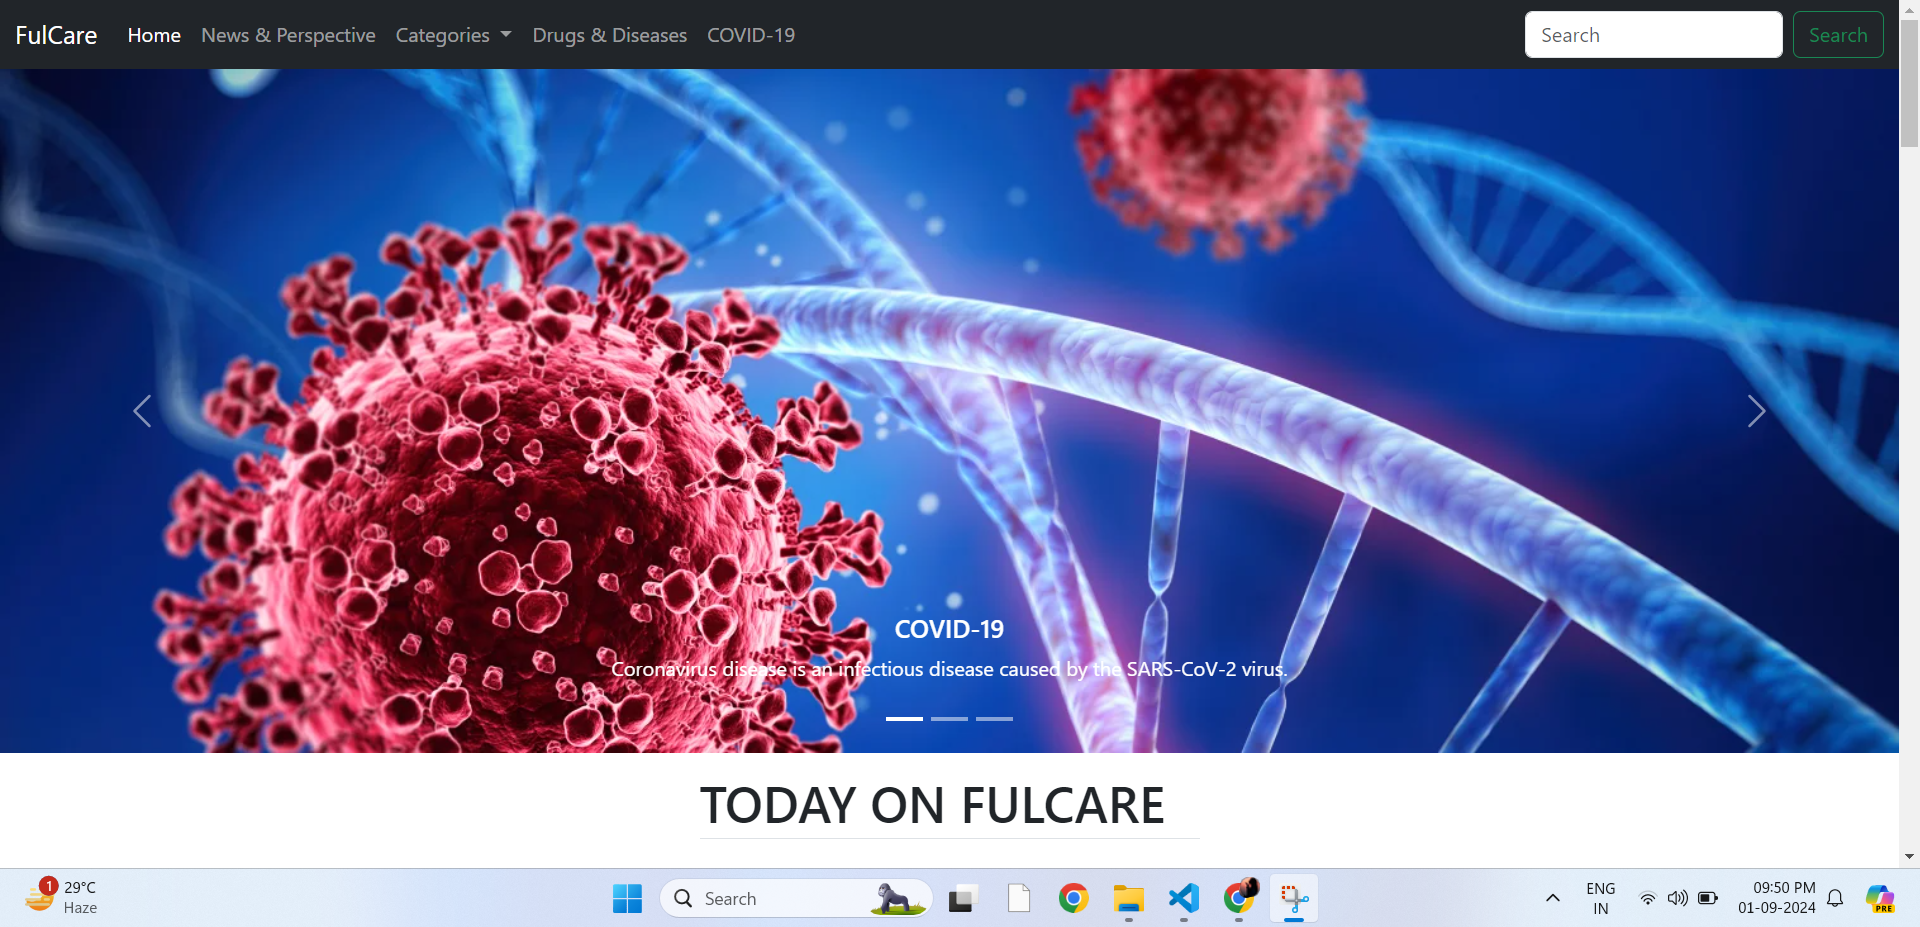 FulCare Home News & Perspective Categories Drugs & Diseases COVID-19 Search Search
COVID-19
Coronavirus disease is an infectious disease caused by the SARS-CoV-2 virus.
TODAY ON FULCARE
1
29°C
Haze
Search
PRE
ENG
IN
09:50 PM
01-09-2024